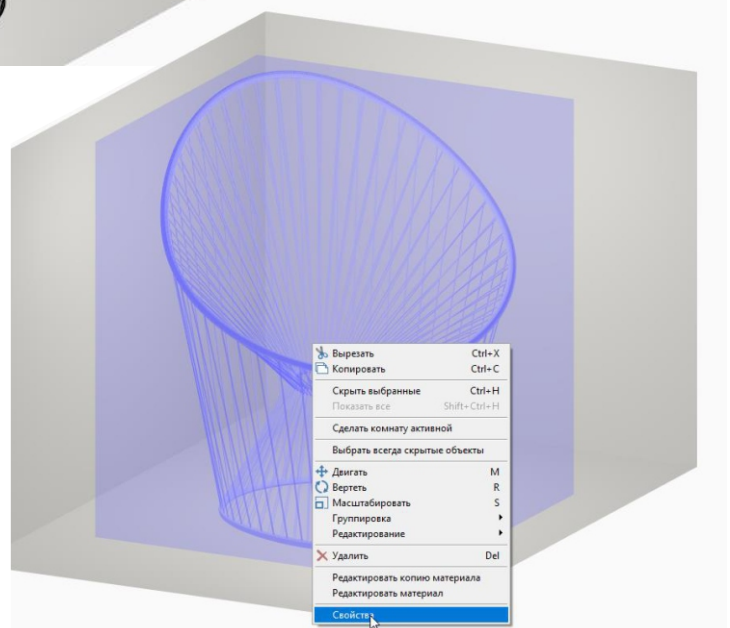 Вырезать Ctrl+X
Копировать Ctrl+C
Скрыть выбранные Ctrl+H
Показать все Shift+Ctrl+H
Сделать комнату активной
Выбрать всегда скрытые объекты
Двигать M
Вертеть R
Масштабировать S
Группировка
Редактирование
Удалить Del
Редактировать копию материала
Редактировать материал
Свойства